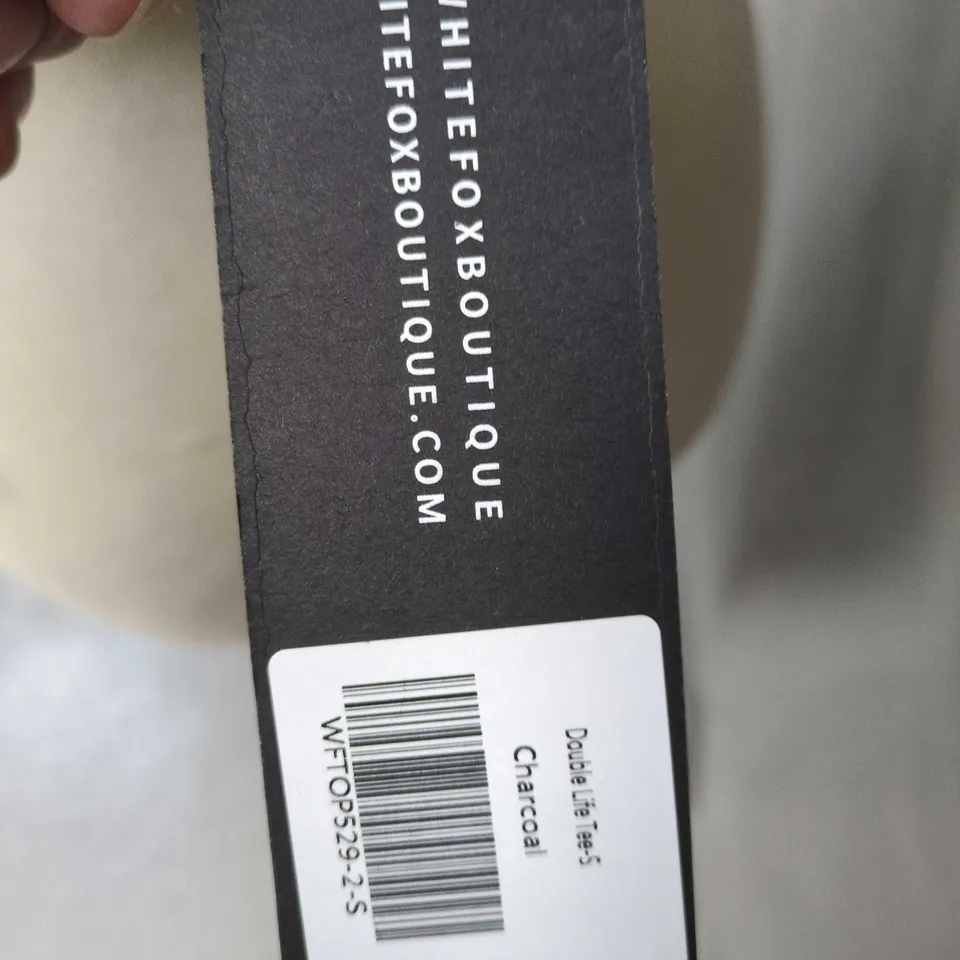 WHITEFOXBOUTIQUE
ITEFOXBOUTIQUE.COM
Double Life Tee-S
Charcoal
WFTOP529-2-S